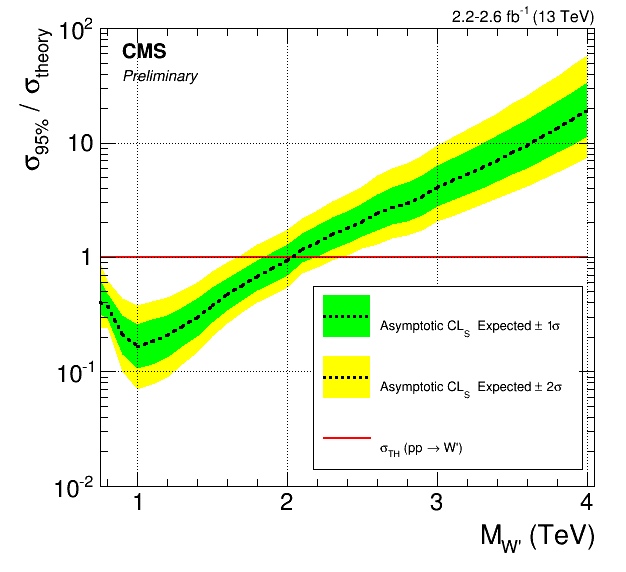 2.2-2.6 fb⁻¹ (13 TeV)
CMS
Preliminary
σ95% / σtheory
10²
10
1
10⁻¹
10⁻²
Asymptotic CLS Expected ± 1σ
Asymptotic CLS Expected ± 2σ
σTH (pp → W')
1 2 3 4
MW' (TeV)